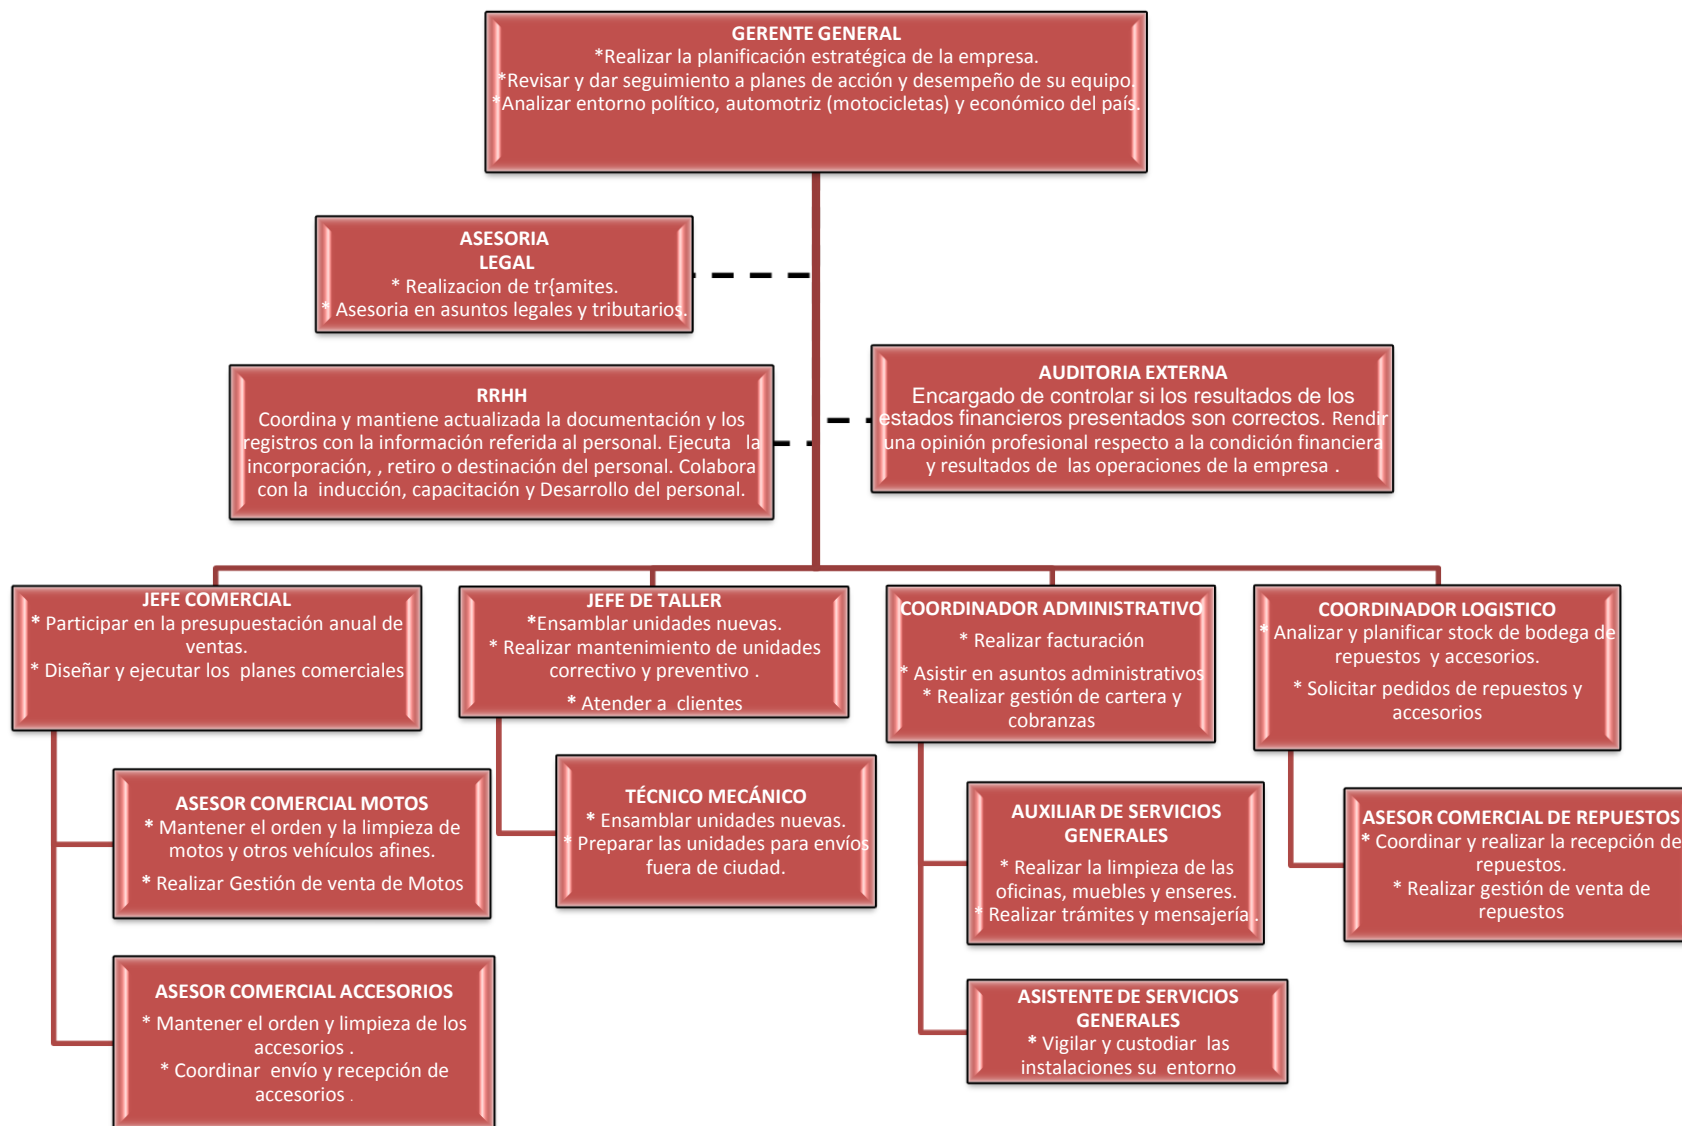 GERENTE GENERAL
*Realizar la planificación estratégica de la empresa.
*Revisar y dar seguimiento a planes de acción y desempeño de su equipo.
*Analizar entorno político, automotriz (motocicletas) y económico del país.
ASESORIA
LEGAL
* Realizacion de tr{amites.
* Asesoria en asuntos legales y tributarios.
RRHH
Coordina y mantiene actualizada la documentación y los
registros con la información referida al personal. Ejecuta la
incorporación, , retiro o destinación del personal. Colabora
con la inducción, capacitación y Desarrollo del personal.
AUDITORIA EXTERNA
Encargado de controlar si los resultados de los
estados financieros presentados son correctos. Rendir
una opinión profesional respecto a la condición financiera
y resultados de las operaciones de la empresa .
JEFE COMERCIAL
* Participar en la presupuestación anual de
ventas.
* Diseñar y ejecutar los planes comerciales
JEFE DE TALLER
*Ensamblar unidades nuevas.
* Realizar mantenimiento de unidades
correctivo y preventivo .
* Atender a clientes
COORDINADOR ADMINISTRATIVO
* Realizar facturación
* Asistir en asuntos administrativos
* Realizar gestión de cartera y
cobranzas
COORDINADOR LOGISTICO
* Analizar y planificar stock de bodega de
repuestos y accesorios.
* Solicitar pedidos de repuestos y
accesorios
ASESOR COMERCIAL MOTOS
* Mantener el orden y la limpieza de
motos y otros vehículos afines.
* Realizar Gestión de venta de Motos
TÉCNICO MECÁNICO
* Ensamblar unidades nuevas.
* Preparar las unidades para envíos
fuera de ciudad.
AUXILIAR DE SERVICIOS
GENERALES
* Realizar la limpieza de las
oficinas, muebles y enseres.
* Realizar trámites y mensajería .
ASESOR COMERCIAL DE REPUESTOS
* Coordinar y realizar la recepción de
repuestos.
* Realizar gestión de venta de
repuestos
ASESOR COMERCIAL ACCESORIOS
* Mantener el orden y limpieza de los
accesorios .
* Coordinar envío y recepción de
accesorios .
ASISTENTE DE SERVICIOS
GENERALES
* Vigilar y custodiar las
instalaciones su entorno